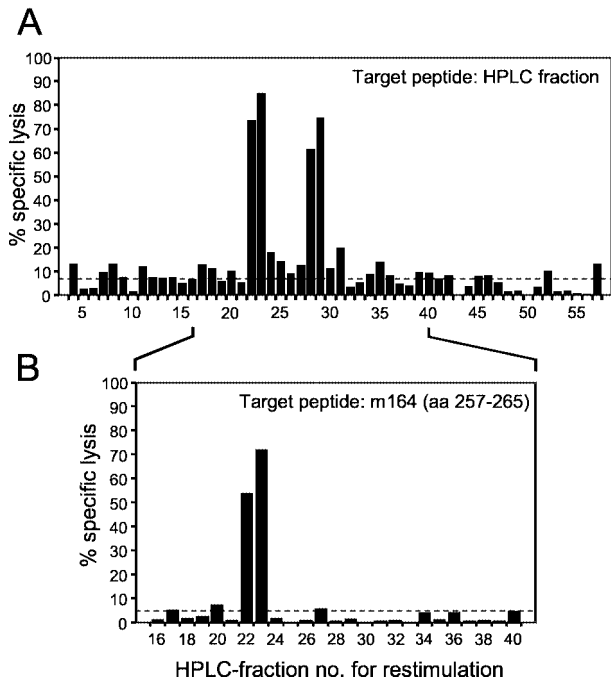 A
Target peptide: HPLC fraction
% specific lysis
100
90
80
70
60
50
40
30
20
10
0
5 10 15 20 25 30 35 40 45 50 55
B
Target peptide: m164 (aa 257-265)
% specific lysis
100
90
80
70
60
50
40
30
20
10
0
16 18 20 22 24 26 28 30 32 34 36 38 40
HPLC-fraction no. for restimulation